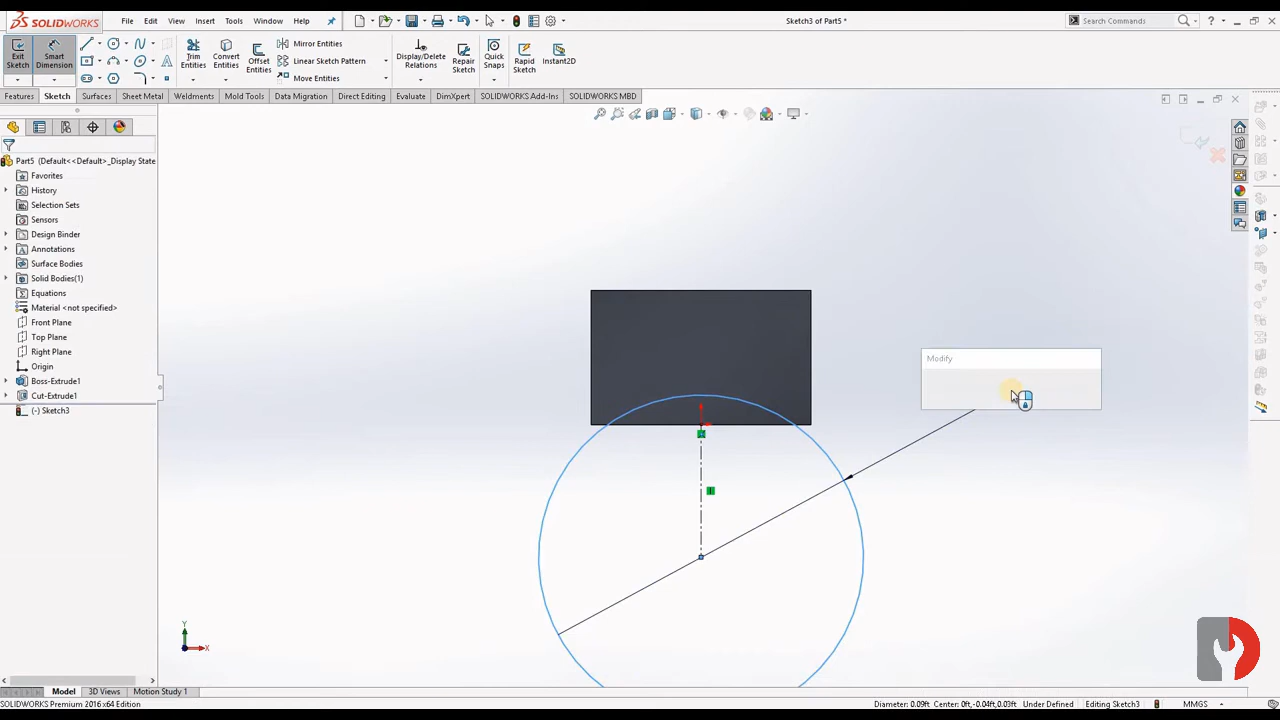 SOLIDWORKS File Edit View Insert Tools Window Help Sketch3 of Part5 * Search Commands
Exit Sketch Smart Dimension Trim Entities Convert Entities Offset Entities Mirror Entities Linear Sketch Pattern Move Entities Display/Delete Relations Repair Sketch Quick Snaps Rapid Sketch Instant2D
Features Sketch Surfaces Sheet Metal Weldments Mold Tools Data Migration Direct Editing Evaluate DimXpert SOLIDWORKS Add-Ins SOLIDWORKS MBD
Part5 (Default<<Default>_Display State
Favorites
History
Selection Sets
Sensors
Design Binder
Annotations
Surface Bodies
Solid Bodies(1)
Equations
Material <not specified>
Front Plane
Top Plane
Right Plane
Origin
Boss-Extrude1
Cut-Extrude1
(-) Sketch3
Modify
Y
X
Model 3D Views Motion Study 1
SOLIDWORKS Premium 2016 x64 Edition Diameter: 0.09ft Center: 0ft,-0.04ft,0.03ft Under Defined Editing Sketch3 MMGS